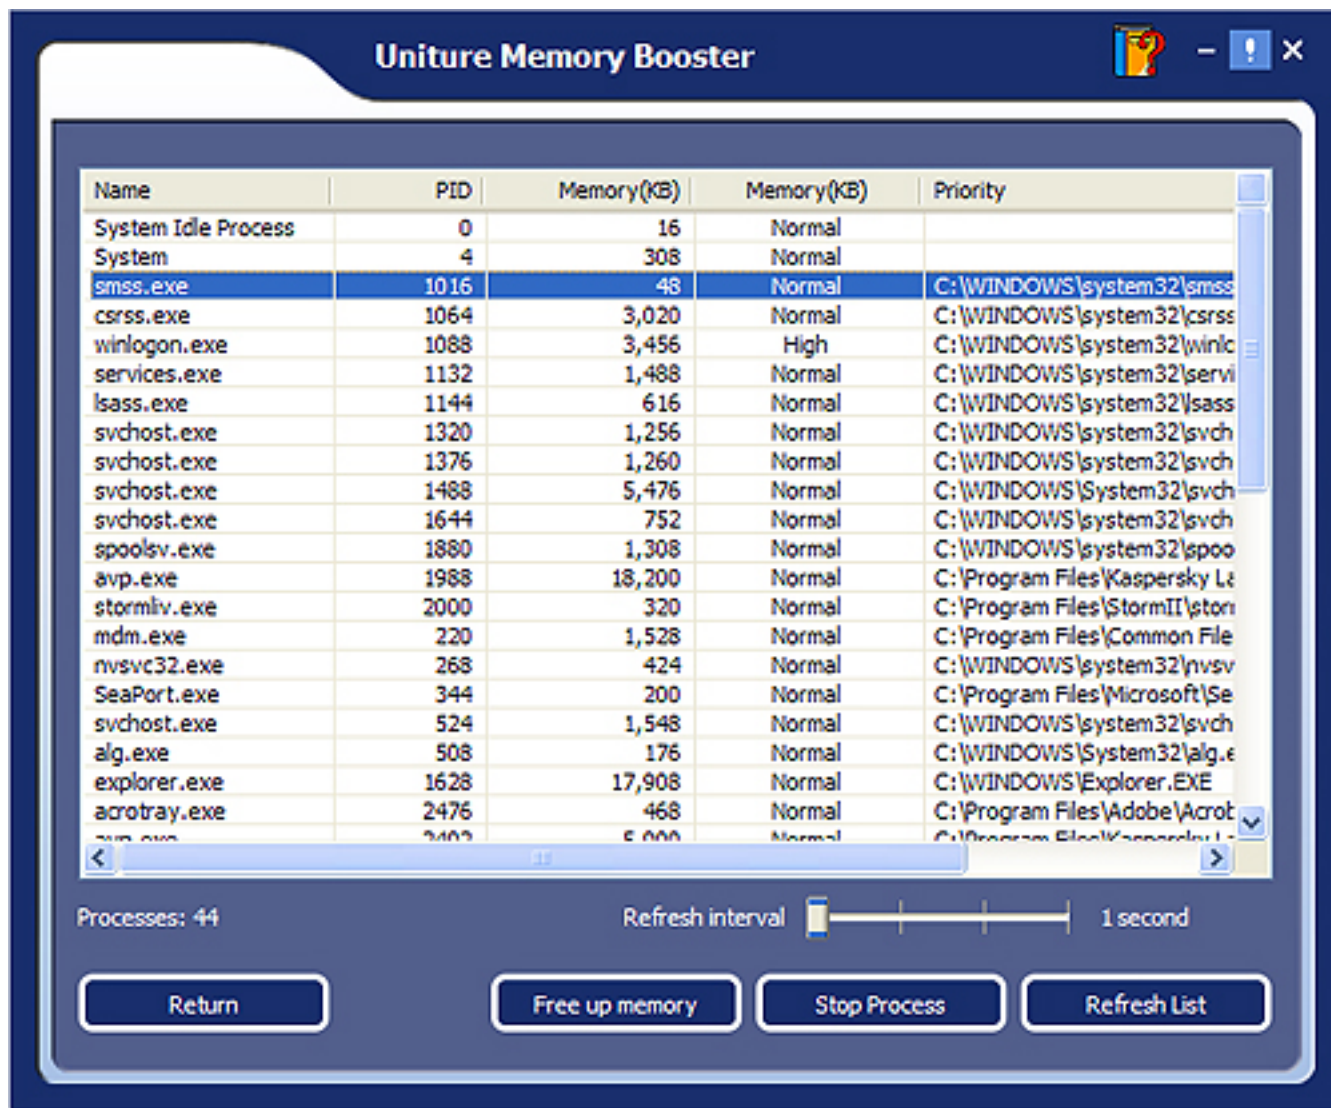 Uniture Memory Booster
Name PID Memory(KB) Memory(KB) Priority
System Idle Process 0 16 Normal
System 4 308 Normal
smss.exe 1016 48 Normal C:\WINDOWS\system32\smss
csrss.exe 1064 3,020 Normal C:\WINDOWS\system32\csrss
winlogon.exe 1088 3,456 High C:\WINDOWS\system32\winlc
services.exe 1132 1,488 Normal C:\WINDOWS\system32\servi
lsass.exe 1144 616 Normal C:\WINDOWS\system32\lsass
svchost.exe 1320 1,256 Normal C:\WINDOWS\system32\svch
svchost.exe 1376 1,260 Normal C:\WINDOWS\system32\svch
svchost.exe 1488 5,476 Normal C:\WINDOWS\System32\svch
svchost.exe 1644 752 Normal C:\WINDOWS\system32\svch
spoolsv.exe 1880 1,308 Normal C:\WINDOWS\system32\spoo
avp.exe 1988 18,200 Normal C:\Program Files\Kaspersky La
stormliv.exe 2000 320 Normal C:\Program Files\StormII\storm
mdm.exe 220 1,528 Normal C:\Program Files\Common File
nvsvc32.exe 268 424 Normal C:\WINDOWS\system32\nvsv
SeaPort.exe 344 200 Normal C:\Program Files\Microsoft\Se
svchost.exe 524 1,548 Normal C:\WINDOWS\system32\svch
alg.exe 508 176 Normal C:\WINDOWS\System32\alg.e
explorer.exe 1628 17,908 Normal C:\WINDOWS\Explorer.EXE
acrotray.exe 2476 468 Normal C:\Program Files\Adobe\Acrob
Normal C:\Program Files\Kaspersky
Processes: 44 Refresh interval 1 second
Return Free up memory Stop Process Refresh List